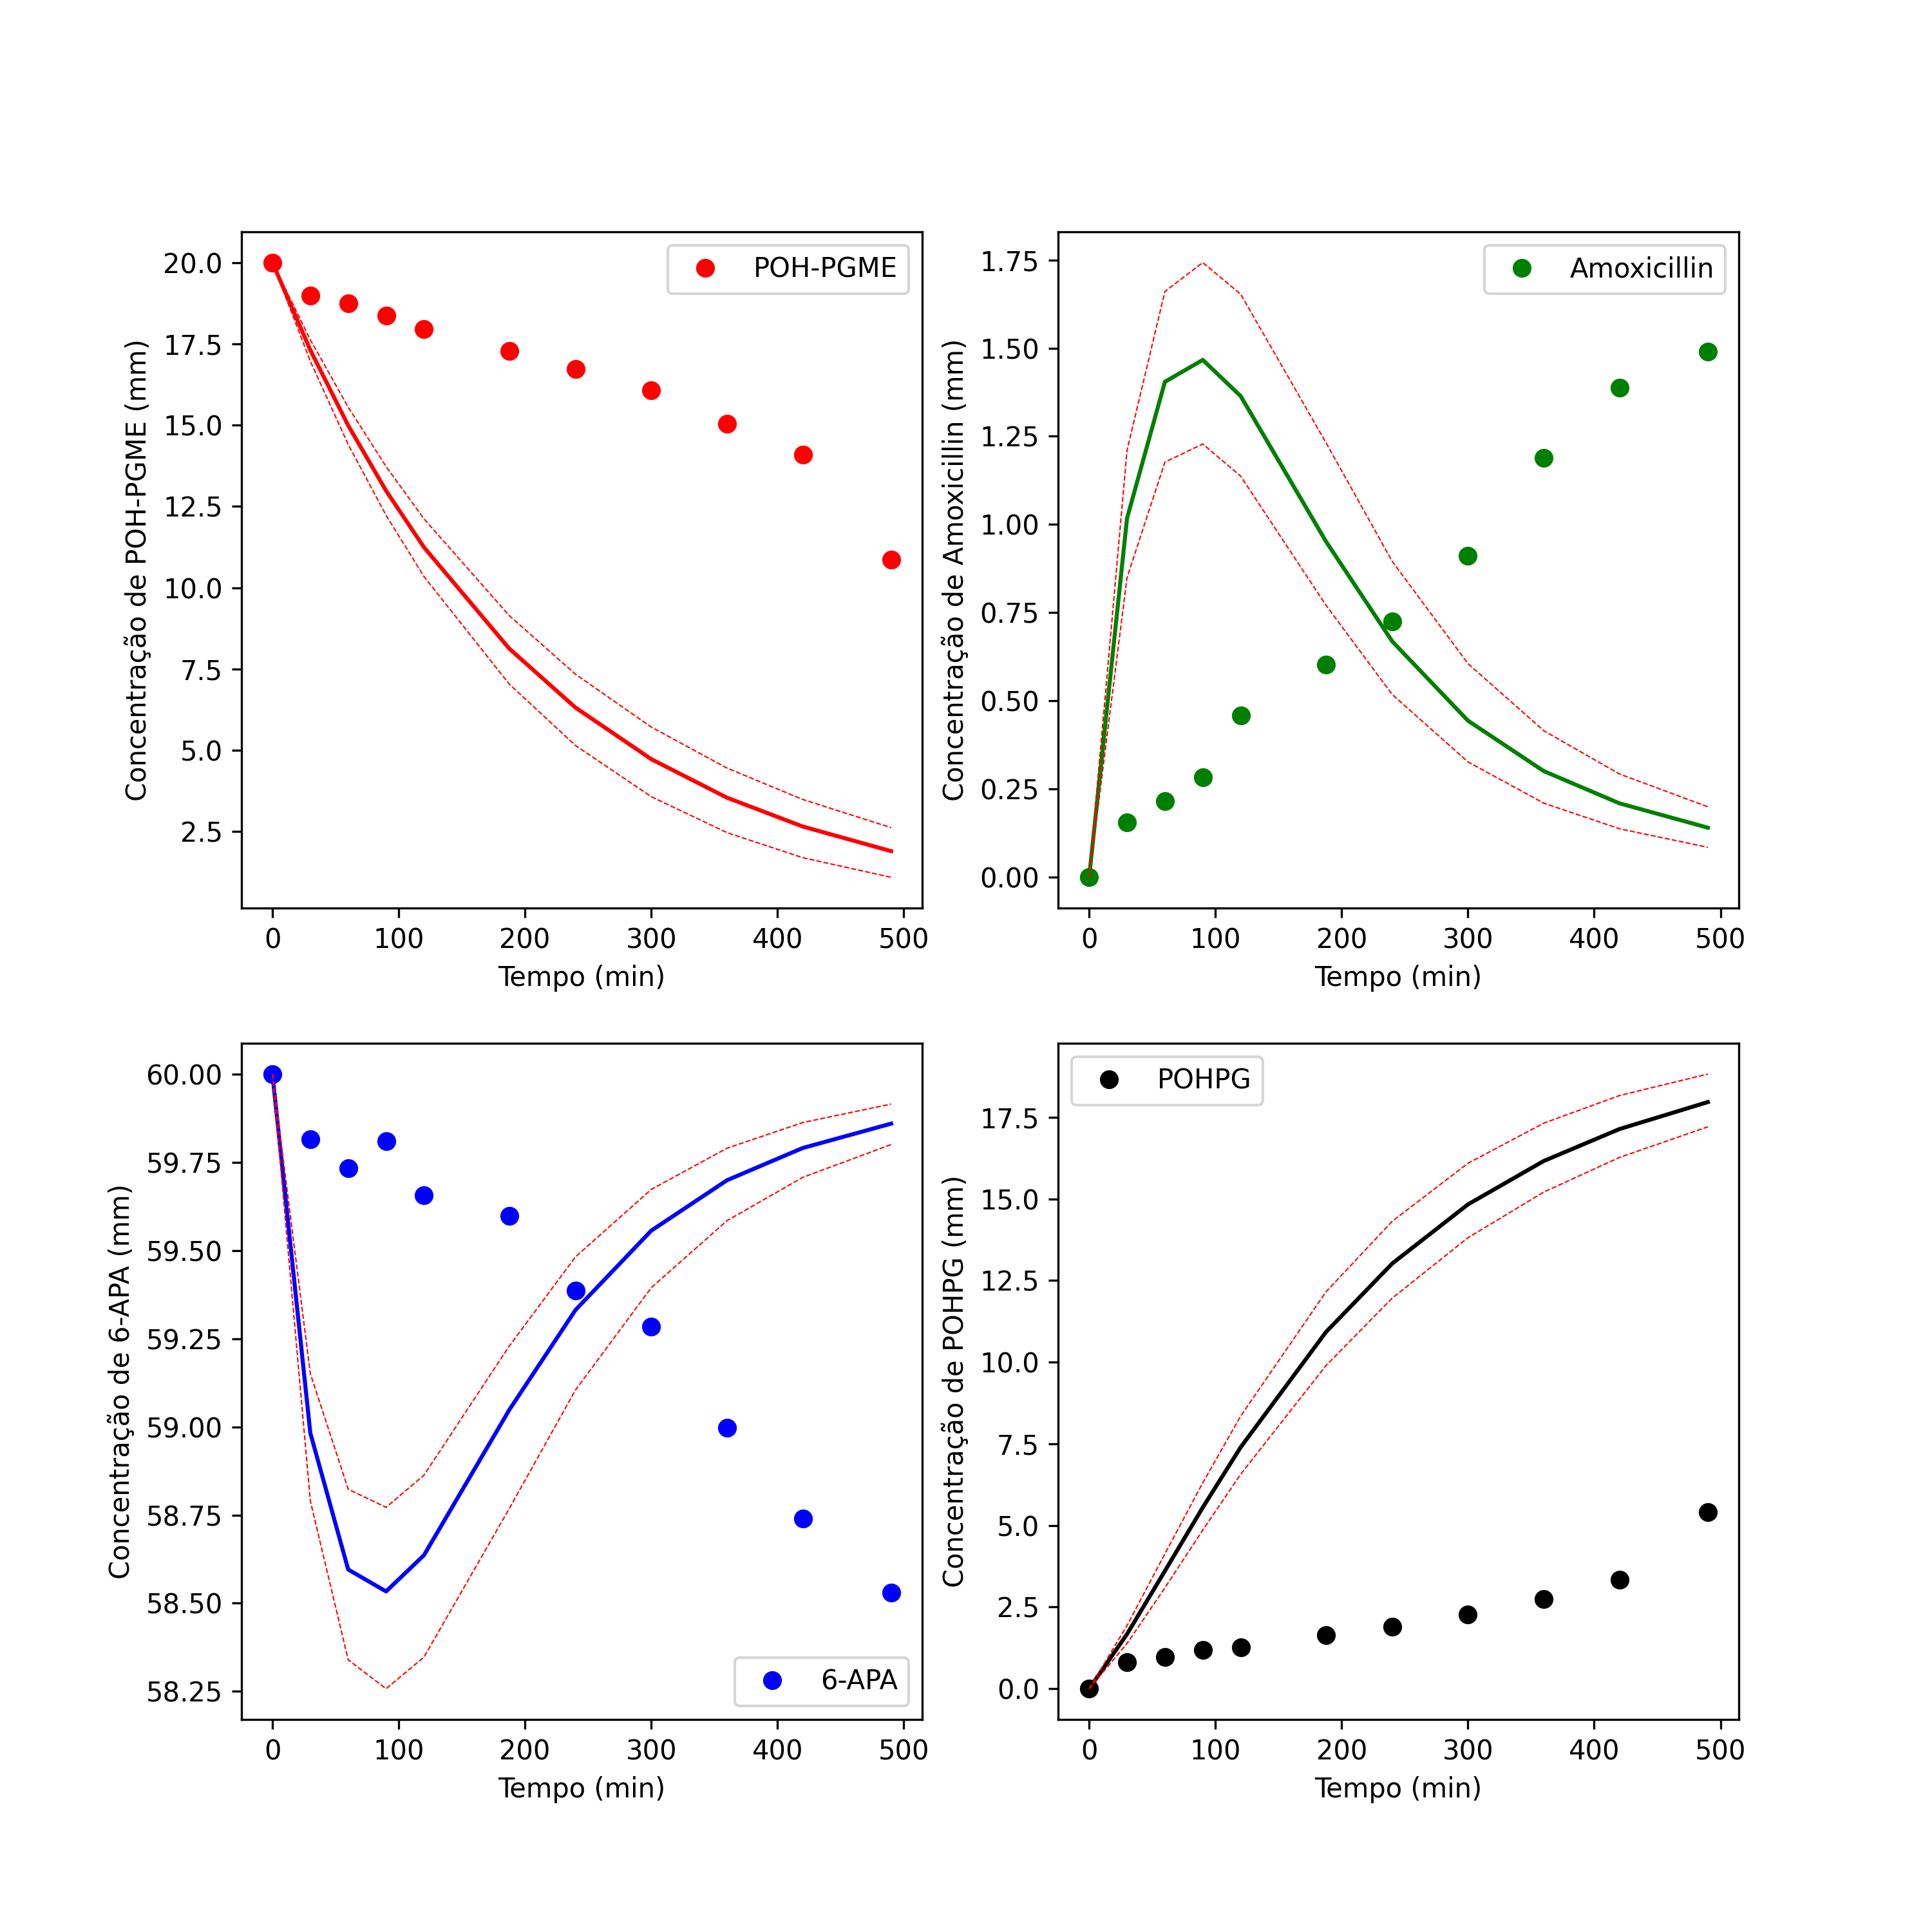 POH-PGME
20.0
17.5
15.0
12.5
10.0
7.5
5.0
2.5
Concentração de POH-PGME (mm)
0 100 200 300 400 500
Tempo (min)
Amoxicillin
1.75
1.50
1.25
1.00
0.75
0.50
0.25
0.00
Concentração de Amoxicillin (mm)
0 100 200 300 400 500
Tempo (min)
60.00
59.75
59.50
59.25
59.00
58.75
58.50
58.25
Concentração de 6-APA (mm)
6-APA
0 100 200 300 400 500
Tempo (min)
POHPG
17.5
15.0
12.5
10.0
7.5
5.0
2.5
0.0
Concentração de POHPG (mm)
0 100 200 300 400 500
Tempo (min)